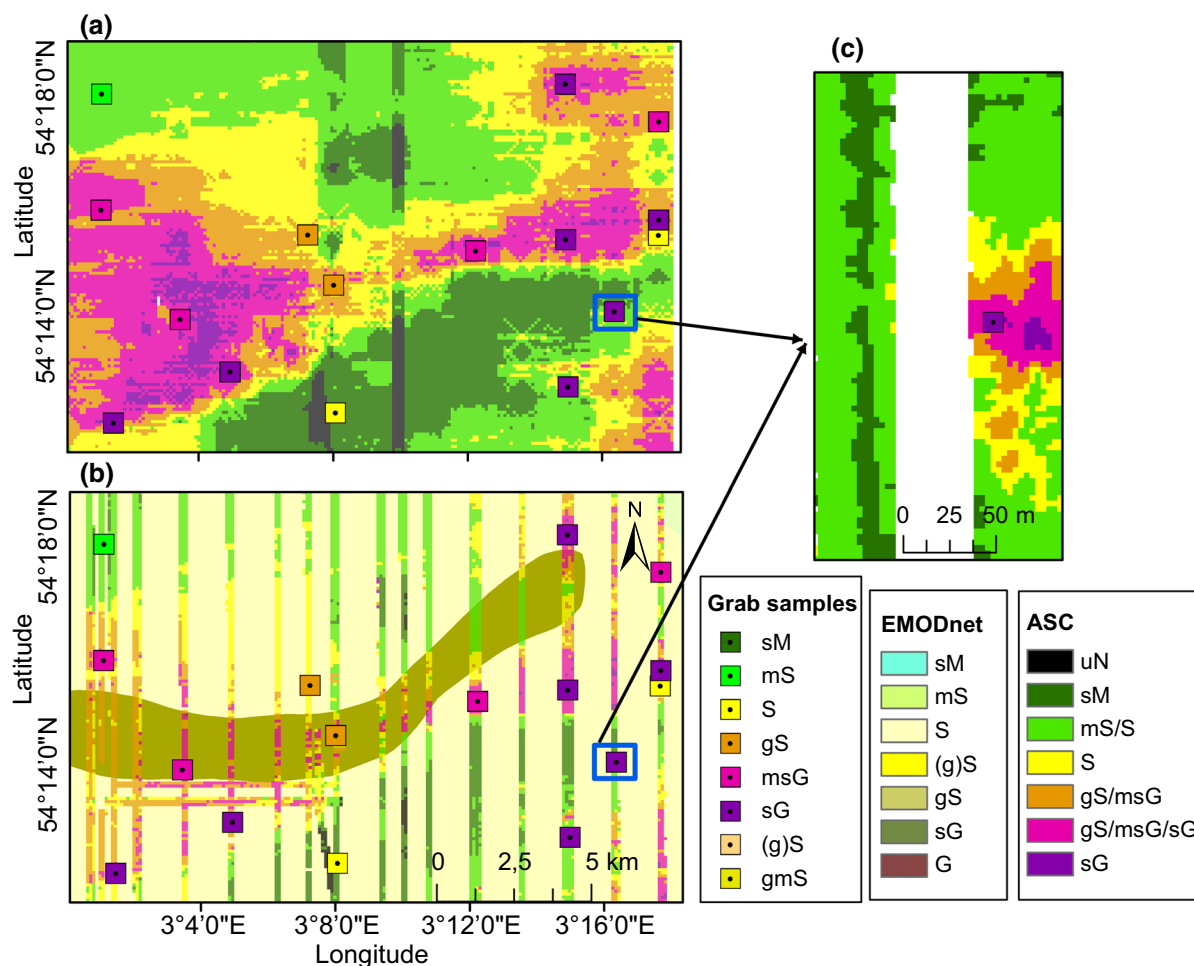 (a)
Latitude
54°18'0"N
54°14'0"N
(b)
Latitude
54°18'0"N
54°14'0"N
N
0 2,5 5 km
3°4'0"E 3°8'0"E 3°12'0"E 3°16'0"E
Longitude
(c)
0 25 50 m
Grab samples
sM
mS
S
gS
msG
sG
(g)S
gmS
EMODnet
sM
mS
S
(g)S
gS
sG
G
ASC
uN
sM
mS/S
S
gS/msG
gS/msG/sG
sG